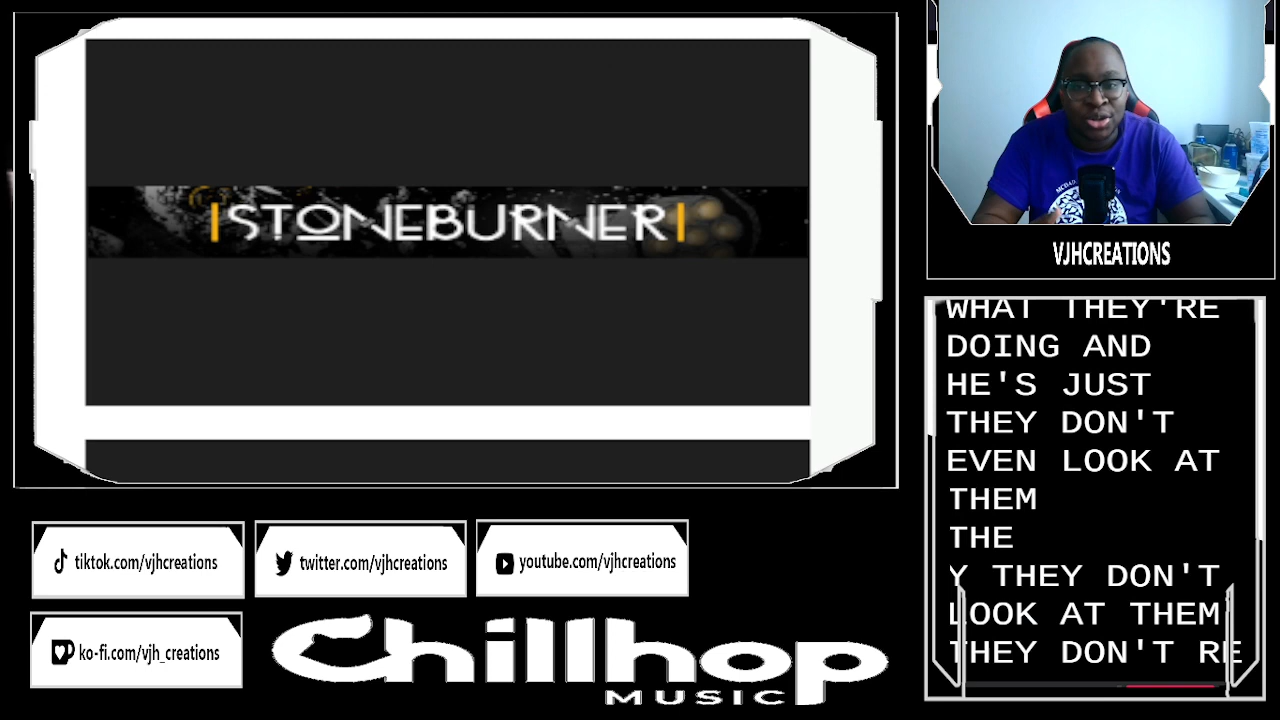 |STONEBURNER|
VJHCREATIONS
WHAT THEY'RE
DOING AND
HE'S JUST
THEY DON'T
EVEN LOOK AT
THEM
THE
Y THEY DON'T
LOOK AT THEM
THEY DON'T RE
tiktok.com/vjhcreations
twitter.com/vjhcreations
youtube.com/vjhcreations
ko-fi.com/vjh_creations
Chillhop
MUSIC